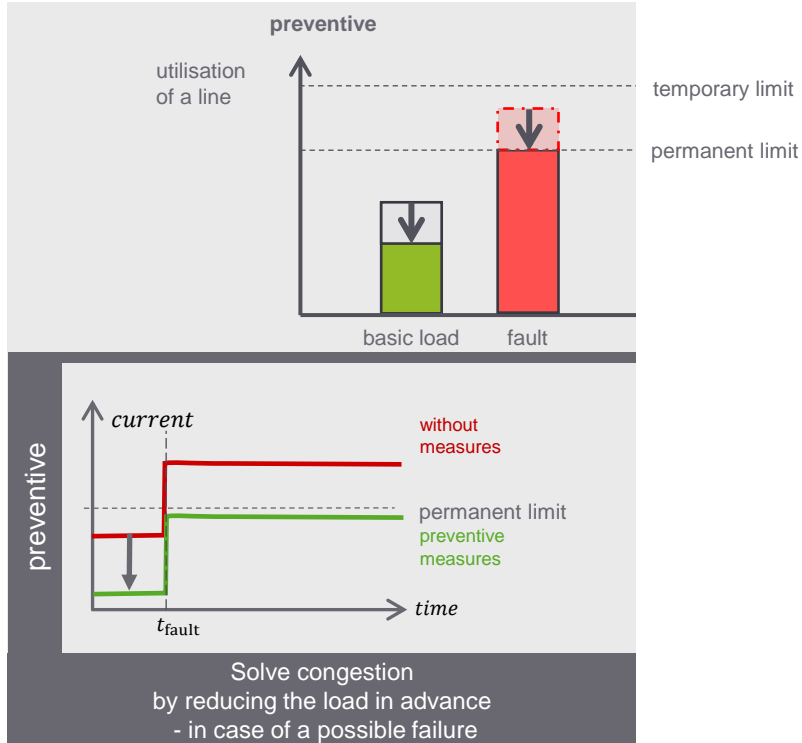 preventive
utilisation
of a line
temporary limit
permanent limit
basic load
fault
preventive
current
without
measures
permanent limit
preventive
measures
time
t_fault
Solve congestion
by reducing the load in advance
- in case of a possible failure